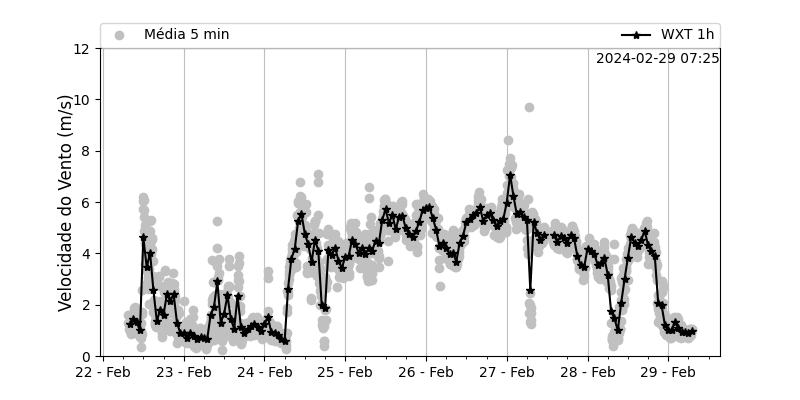 Média 5 min
WXT 1h
2024-02-29 07:25
Velocidade do Vento (m/s)
12
10
8
6
4
2
0
22 - Feb 23 - Feb 24 - Feb 25 - Feb 26 - Feb 27 - Feb 28 - Feb 29 - Feb